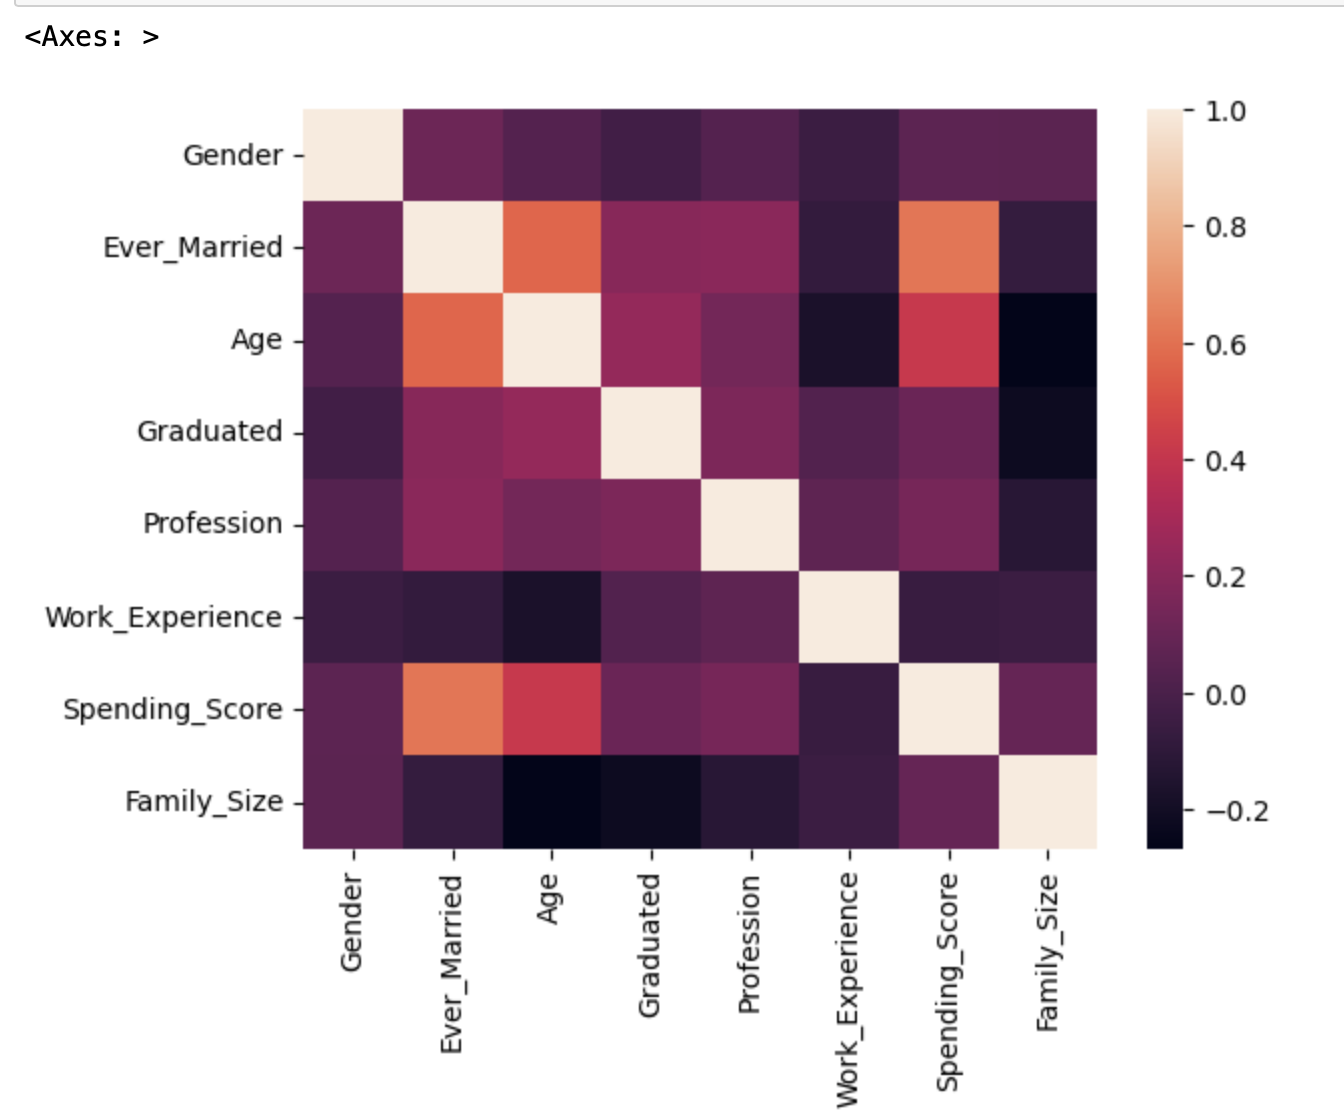 <Axes: >
1.0
Gender
Ever_Married
0.8
Age
0.6
Graduated
0.4
Profession
0.2
Work_Experience
0.0
Spending_Score
Family_Size
−0.2
Gender
Ever_Married
Age
Graduated
Profession
Work_Experience
Spending_Score
Family_Size